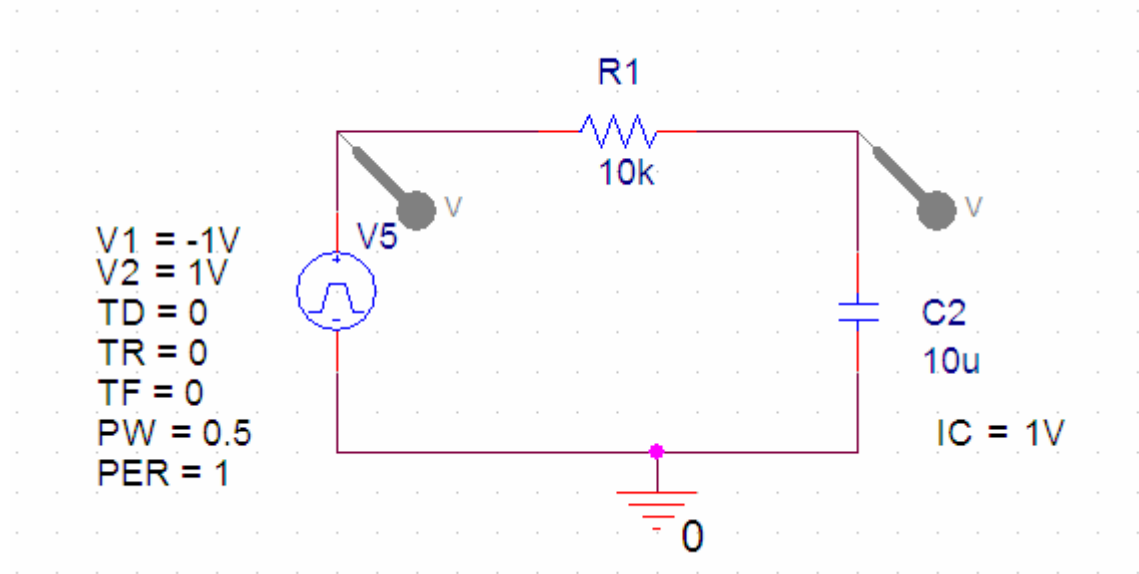 R1
10k
V
V
V5
V1 = -1V
V2 = 1V
TD = 0
TR = 0
TF = 0
PW = 0.5
PER = 1
C2
10u
IC = 1V
0